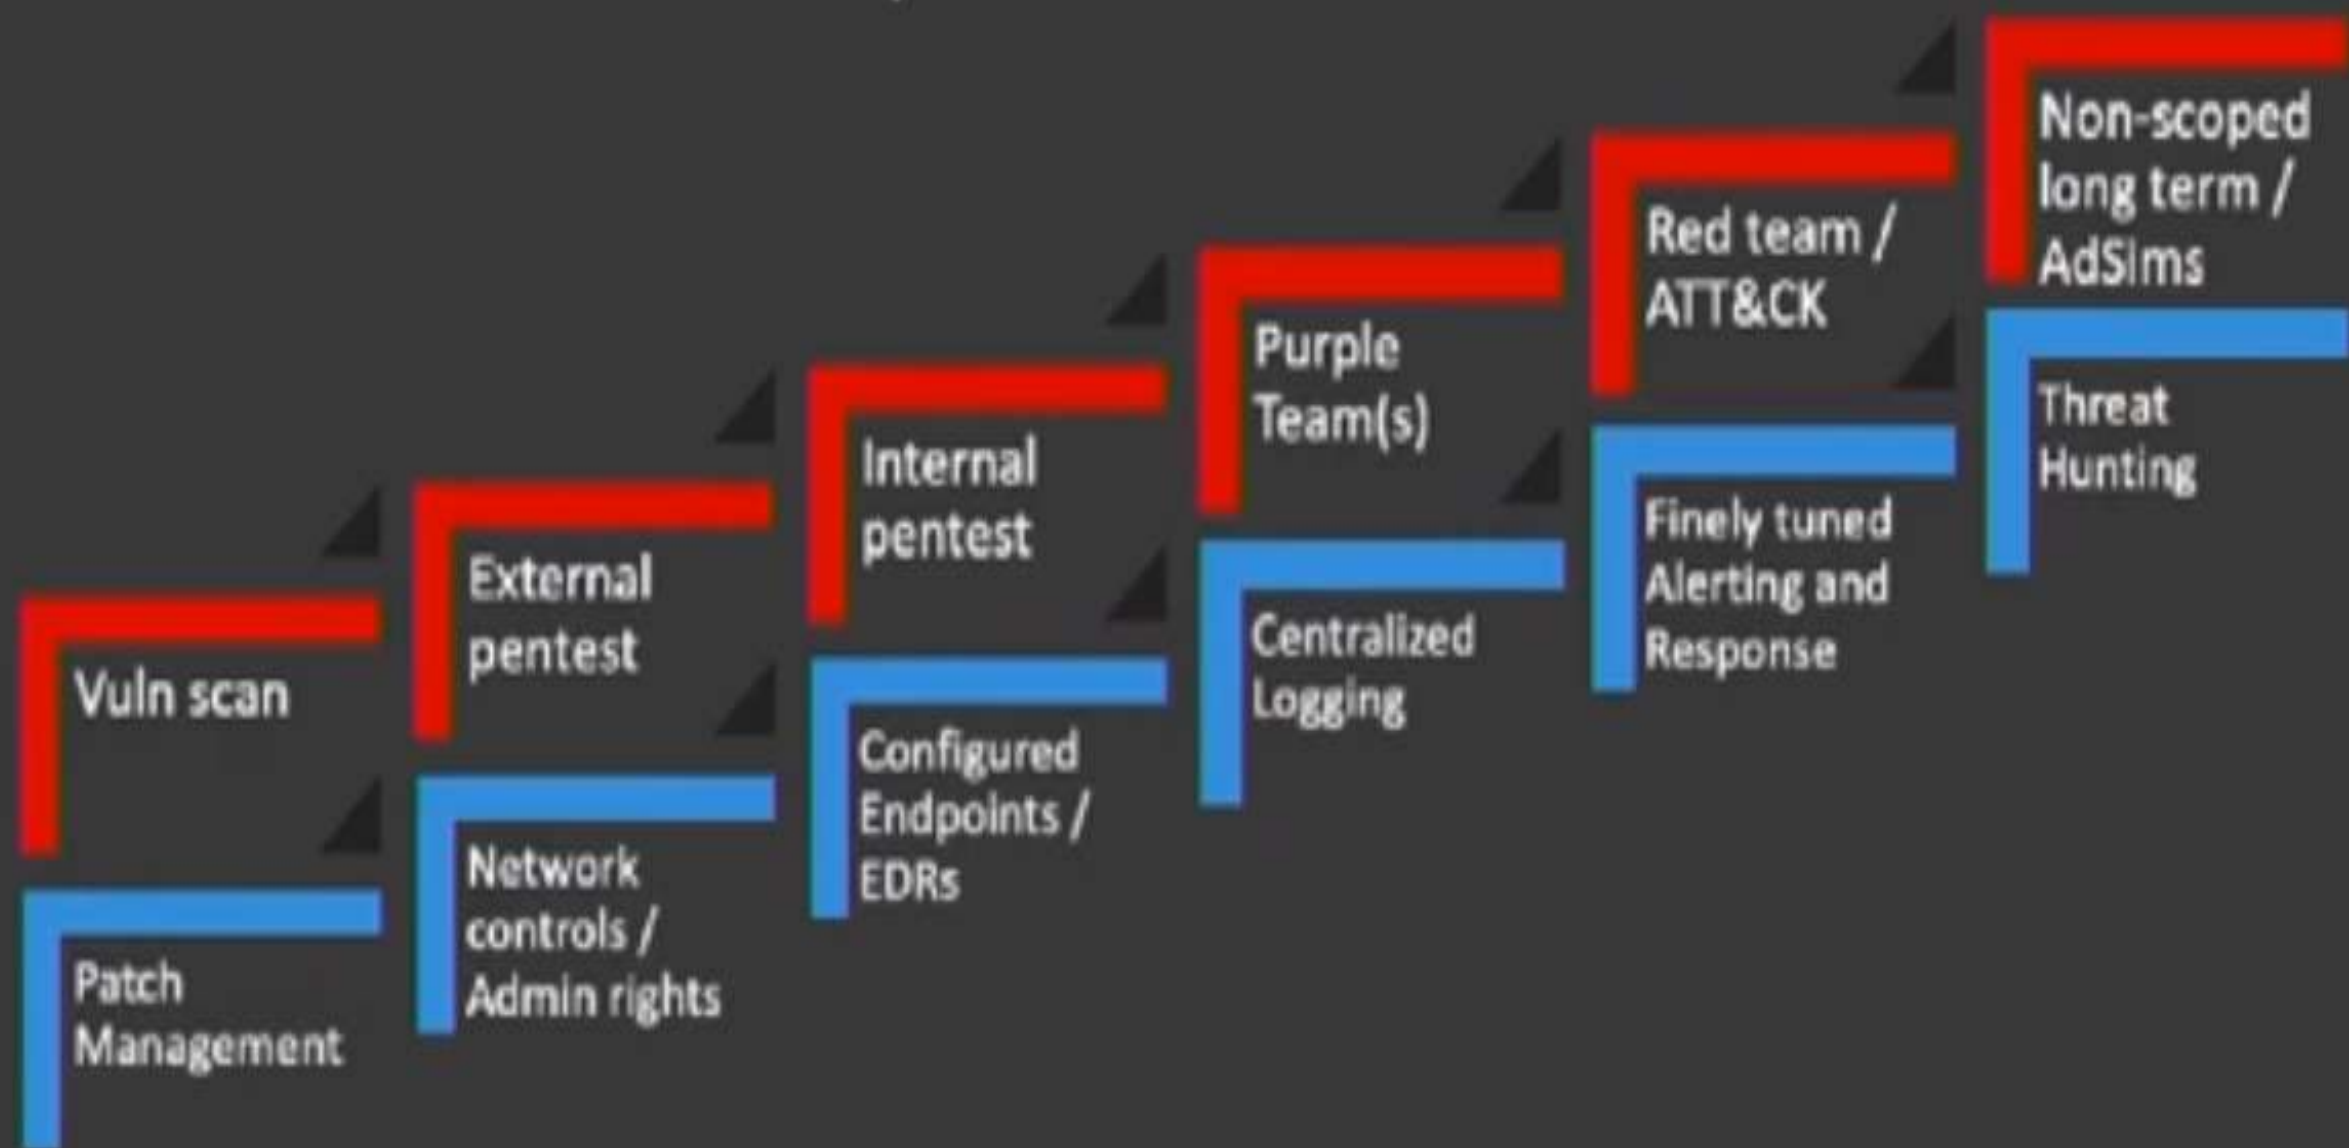 Vuln scan
External
pentest
Internal
pentest
Purple
Team(s)
Red team /
ATT&CK
Non-scoped
long term /
AdSims
Patch
Management
Network
controls /
Admin rights
Configured
Endpoints /
EDRs
Centralized
Logging
Finely tuned
Alerting and
Response
Threat
Hunting